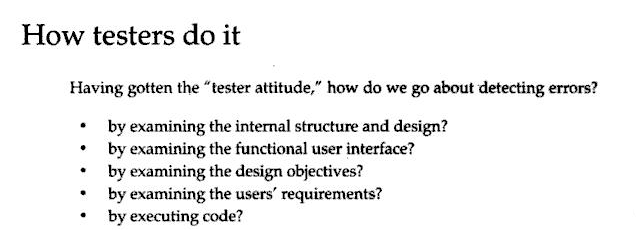 How testers do it
Having gotten the “tester attitude,” how do we go about detecting errors?
• by examining the internal structure and design?
• by examining the functional user interface?
• by examining the design objectives?
• by examining the users’ requirements?
• by executing code?